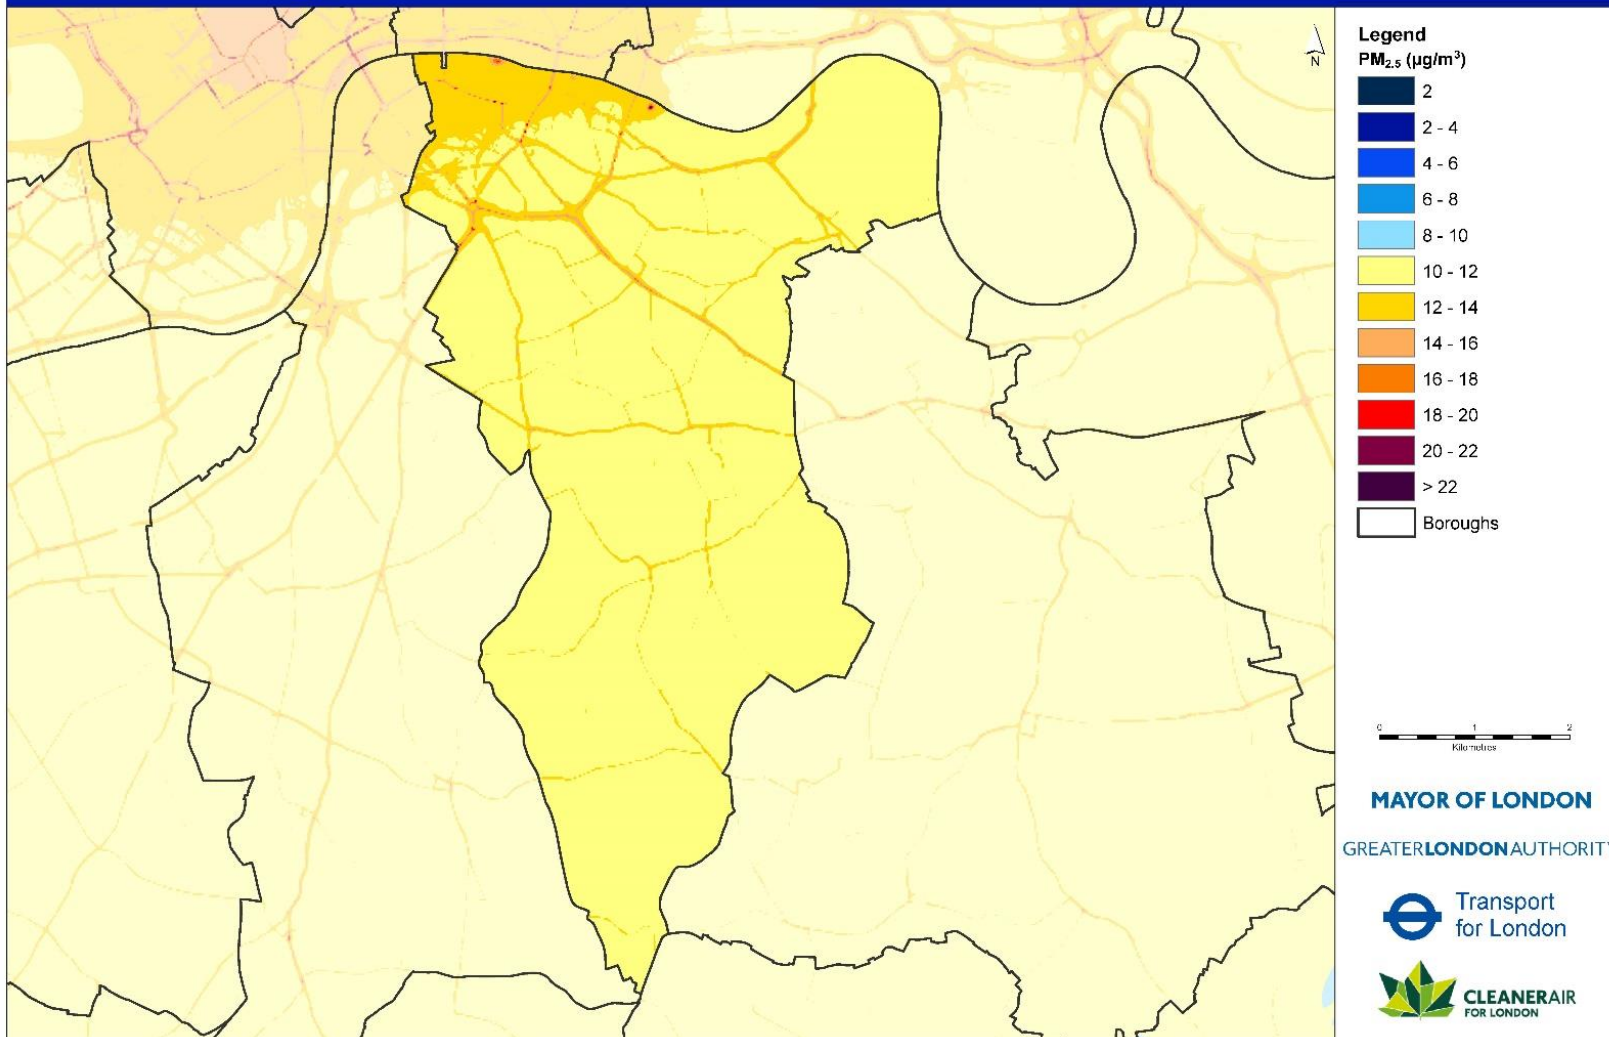 N
Legend
PM2.5 (µg/m³)
2
2 - 4
4 - 6
6 - 8
8 - 10
10 - 12
12 - 14
14 - 16
16 - 18
18 - 20
20 - 22
> 22
Boroughs
0 1 2
Kilometres
MAYOR OF LONDON
GREATERLONDONAUTHORITY
Transport
for London
CLEANERAIR
FOR LONDON